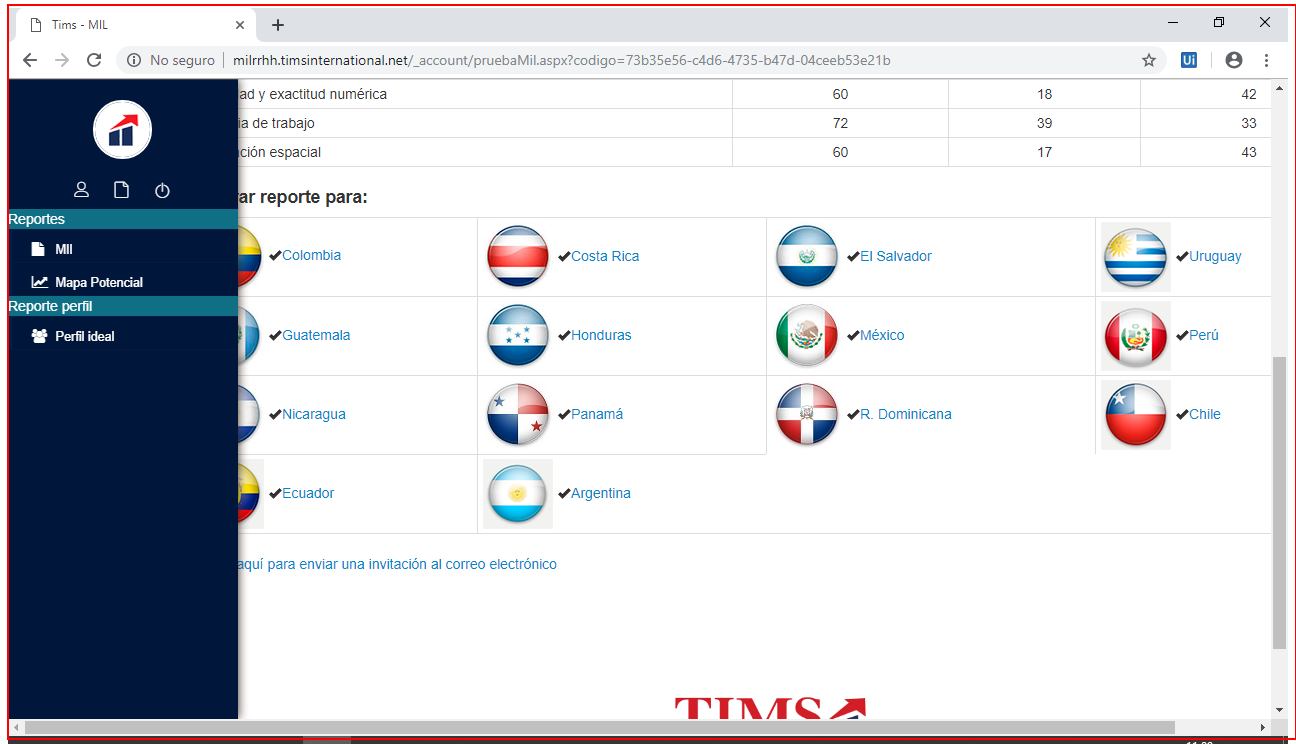 Tims - MIL
No seguro milrrhh.timsinternational.net/_account/pruebaMil.aspx?codigo=73b35e56-c4d6-4735-b47d-04ceeb53e21b
Ui
Reportes
MIl
Mapa Potencial
Reporte perfil
Perfil ideal
ad y exactitud numérica 60 18 42
ia de trabajo 72 39 33
ción espacial 60 17 43
ar reporte para:
Colombia Costa Rica El Salvador Uruguay
Guatemala Honduras México Perú
Nicaragua Panamá R. Dominicana Chile
Ecuador Argentina
aquí para enviar una invitación al correo electrónico
TIMS